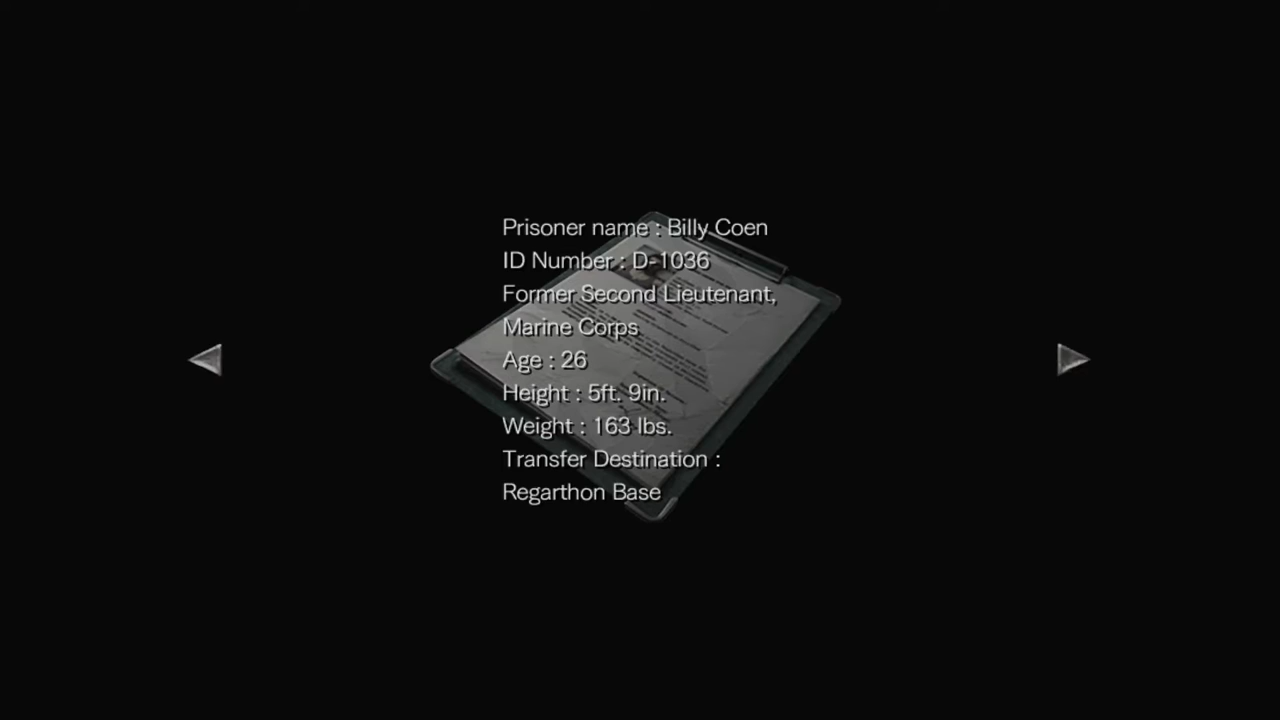 Prisoner name : Billy Coen
ID Number : D-1036
Former Second Lieutenant,
Marine Corps
Age : 26
Height : 5ft. 9in.
Weight : 163 lbs.
Transfer Destination :
Regarthon Base